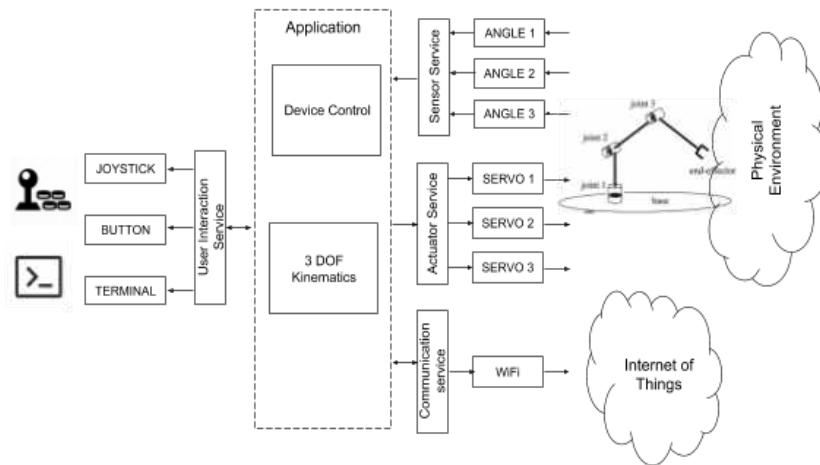 Application
Device Control
3 DOF
Kinematics
JOYSTICK
BUTTON
TERMINAL
User Interaction
Service
Sensor Service
ANGLE 1
ANGLE 2
ANGLE 3
Actuator Service
SERVO 1
SERVO 2
SERVO 3
Communication
service
WiFi
joint 3
joint 2
joint 1
end-effector
base
Physical
Environment
Internet of
Things